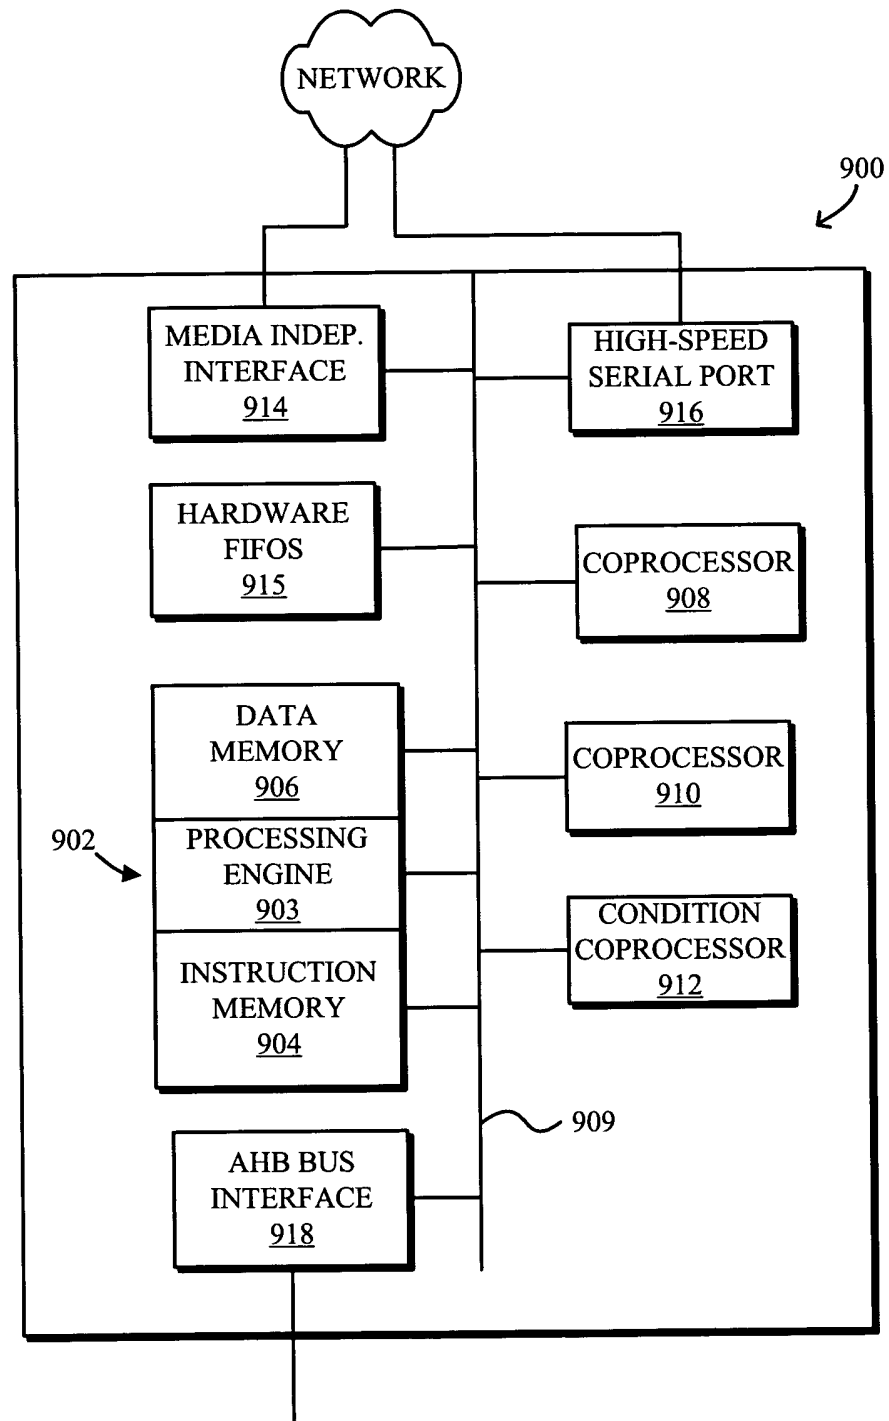 NETWORK
900
MEDIA INDEP.
INTERFACE
914
HIGH-SPEED
SERIAL PORT
916
HARDWARE
FIFOS
915
COPROCESSOR
908
DATA
MEMORY
906
COPROCESSOR
910
902
PROCESSING
ENGINE
903
CONDITION
COPROCESSOR
912
INSTRUCTION
MEMORY
904
909
AHB BUS
INTERFACE
918